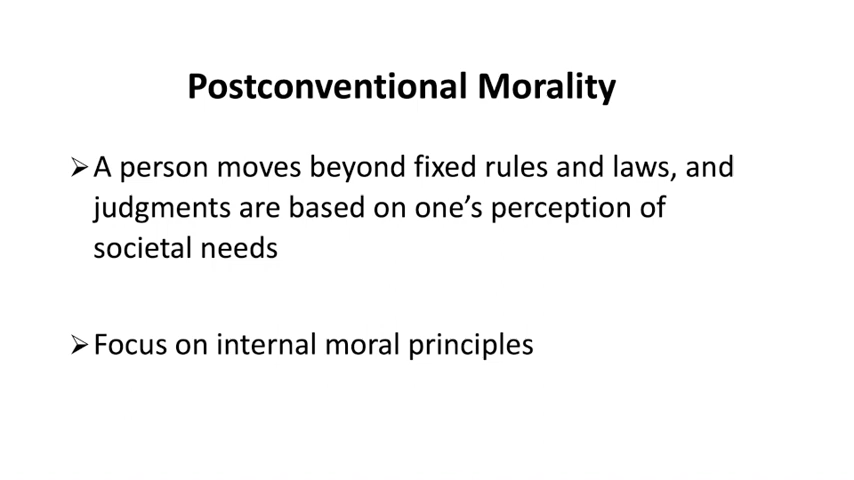 Postconventional Morality
➢A person moves beyond fixed rules and laws, and
judgments are based on one’s perception of
societal needs
➢Focus on internal moral principles